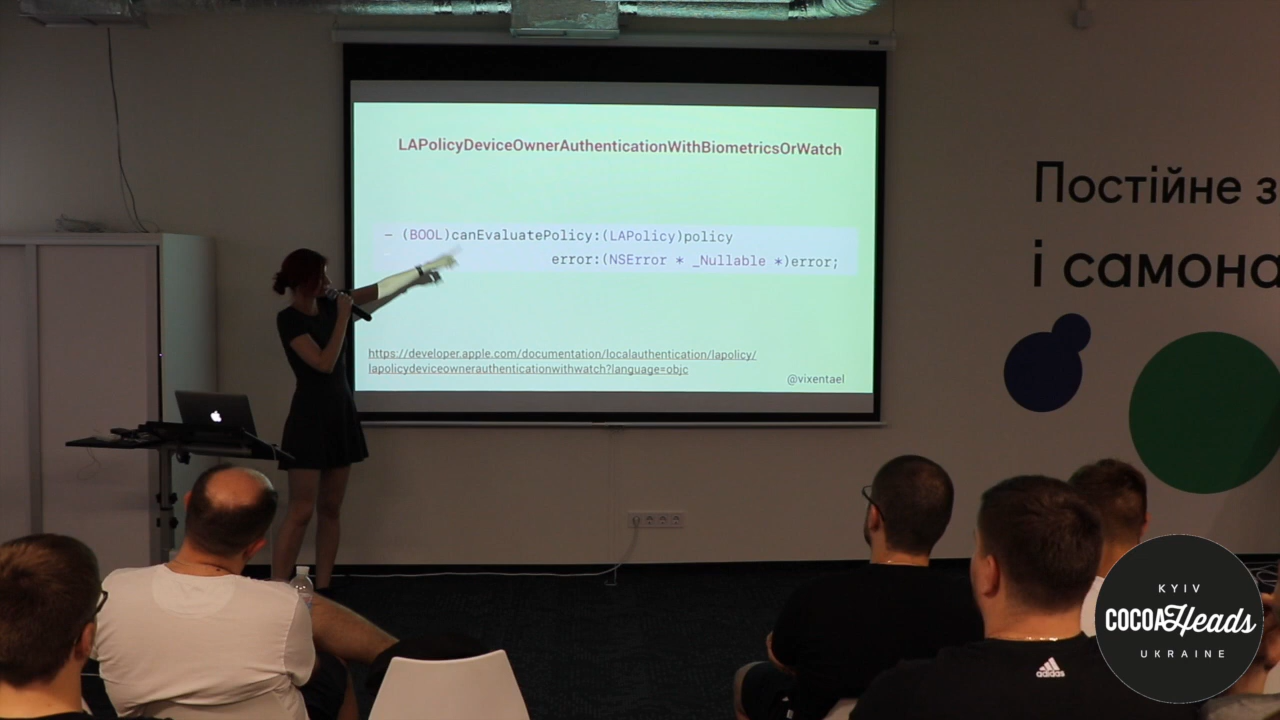 LAPolicyDeviceOwnerAuthenticationWithBiometricsOrWatch
- (BOOL)canEvaluatePolicy:(LAPolicy)policy
error:(NSError * _Nullable *)error;
https://developer.apple.com/documentation/localauthentication/lapolicy/
lapolicydeviceownerauthenticationwithwatch?language=objc
@vixentael
Постійне з
і самона
adidas
KYIV
COCOAHeads
UKRAINE